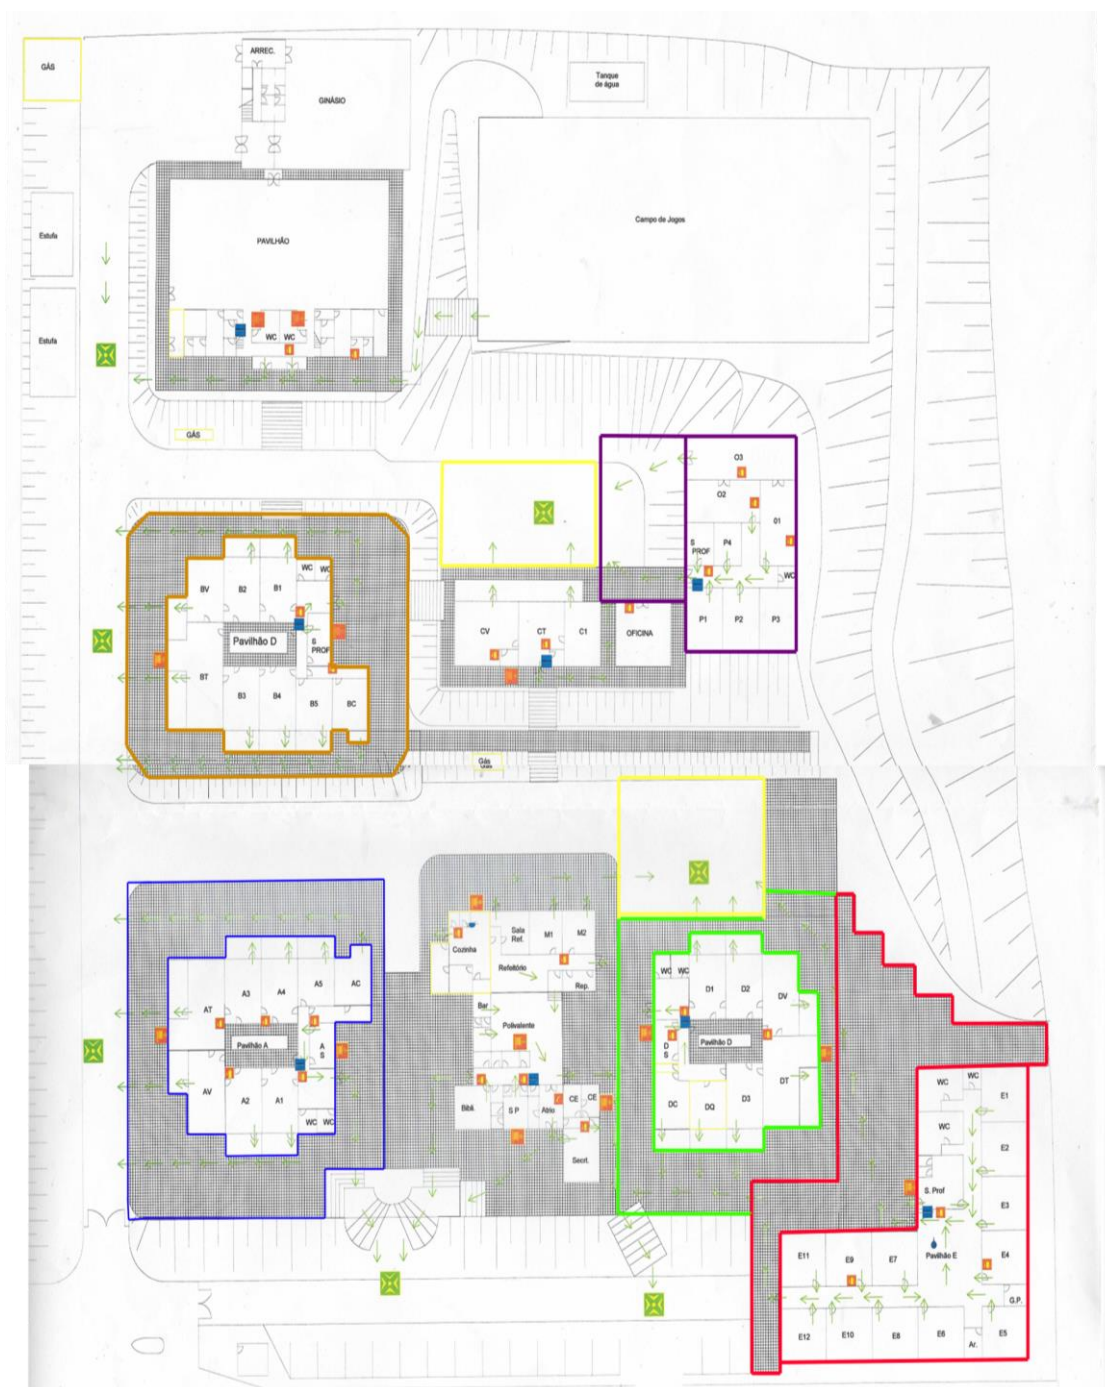 GÁS
ARREC.
GINÁSIO
Tanque
de água
Estufa
Estufa
PAVILHÃO
Campo de Jogos
WC WC
GÁS
O3
O2
01
S
PROF
P4
WC
P1
P2
P3
BV
B2
B1
WC
WC
Pavilhão D
S
PROF
BT
B3
B4
B5
BC
CV
CT
C1
OFICINA
Gás
Cozinha
Sala
Ref.
M1
M2
Refeitório
Rep.
Bar
Polivalente
Bibli.
S P
Atrio
CE
CE
Secrt.
AT
A3
A4
A5
AC
Pavilhão A
A
S
AV
A2
A1
WC
WC
WC
WC
D1
D2
DV
Pavilhão D
D
S
DC
DQ
D3
DT
WC
WC
E1
WC
E2
S. Prof
E3
Pavilhão E
E4
G.P.
E11
E9
E7
E12
E10
E8
E6
Ar.
E5